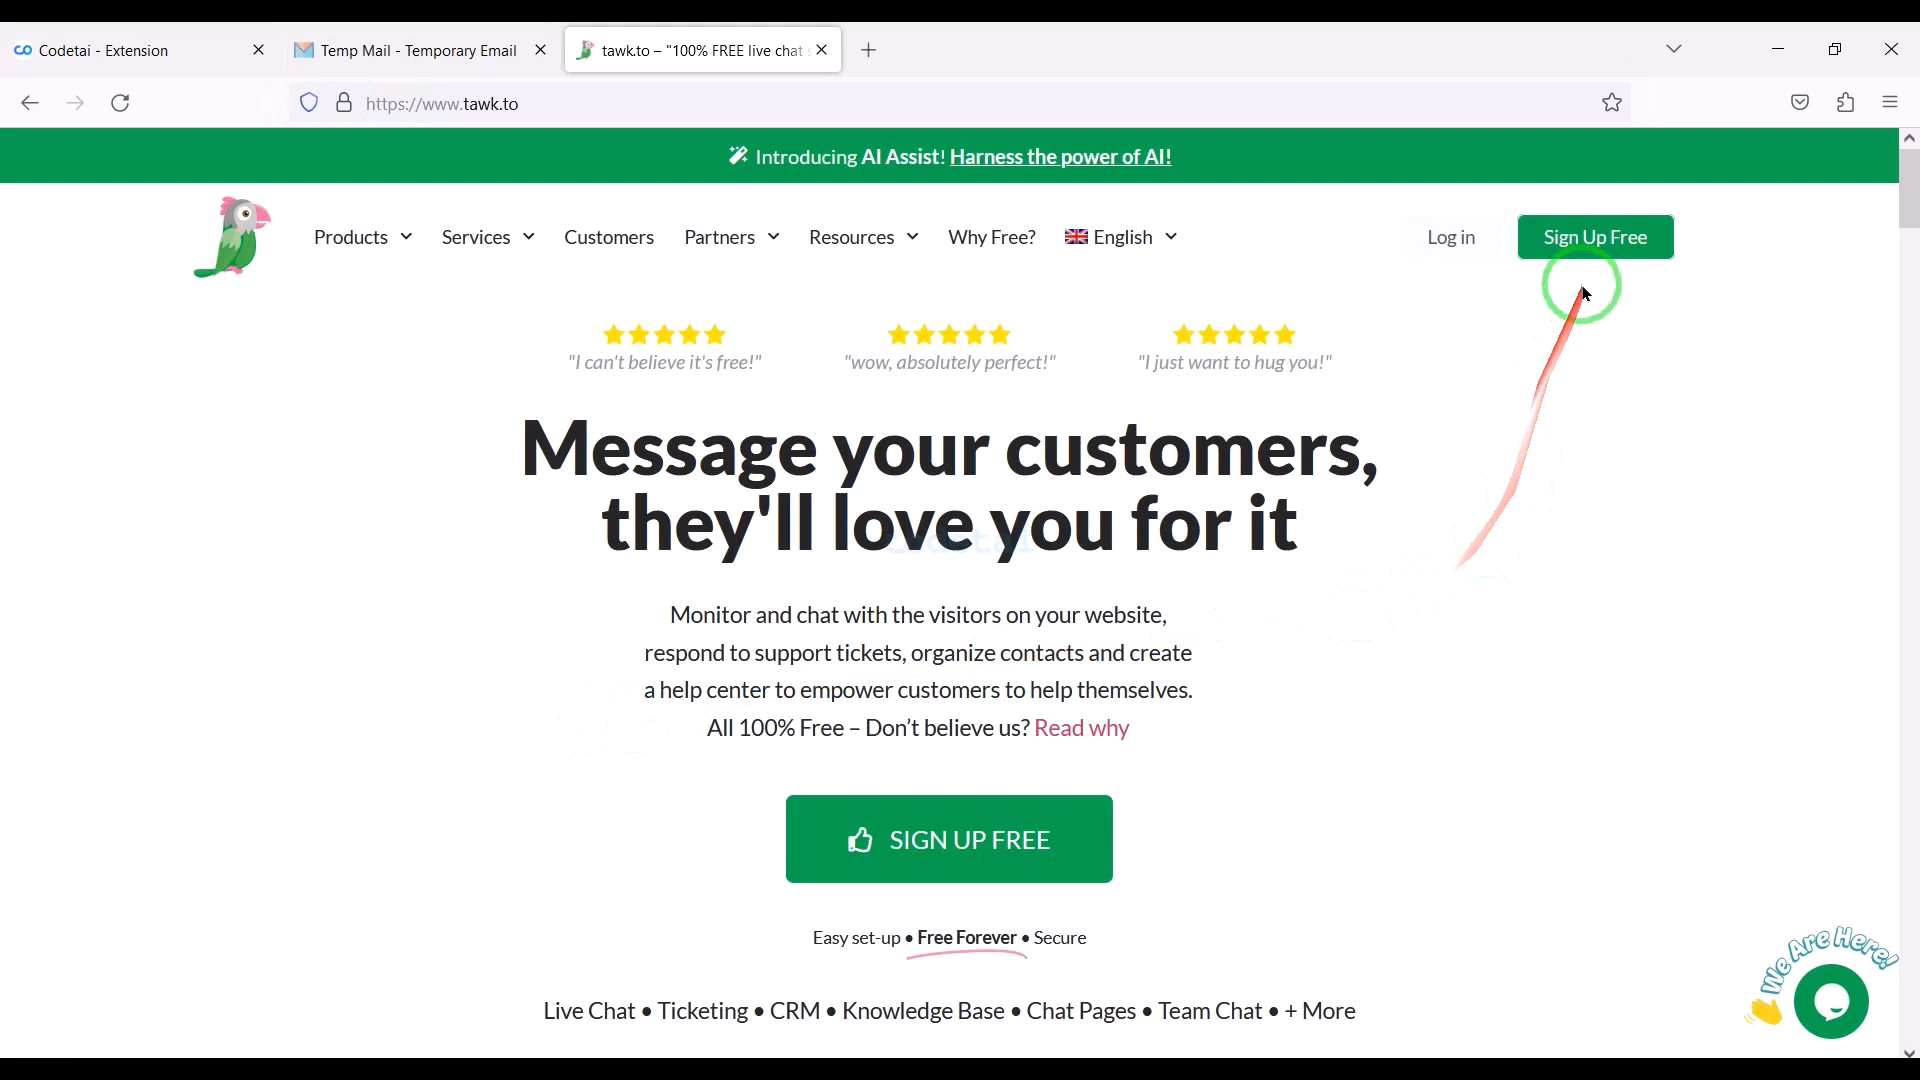 Codetai - Extension
Temp Mail - Temporary Email
tawk.to – "100% FREE live chat
https://www.tawk.to
Introducing AI Assist! Harness the power of AI!
Products
Services
Customers
Partners
Resources
Why Free?
English
Log in
Sign Up Free
"I can't believe it's free!"
"wow, absolutely perfect!"
"I just want to hug you!"
Message your customers,
they'll love you for it
codetai
Monitor and chat with the visitors on your website,
respond to support tickets, organize contacts and create
a help center to empower customers to help themselves.
All 100% Free – Don't believe us? Read why
SIGN UP FREE
Easy set-up • Free Forever • Secure
We Are Here!
Live Chat • Ticketing • CRM • Knowledge Base • Chat Pages • Team Chat • + More